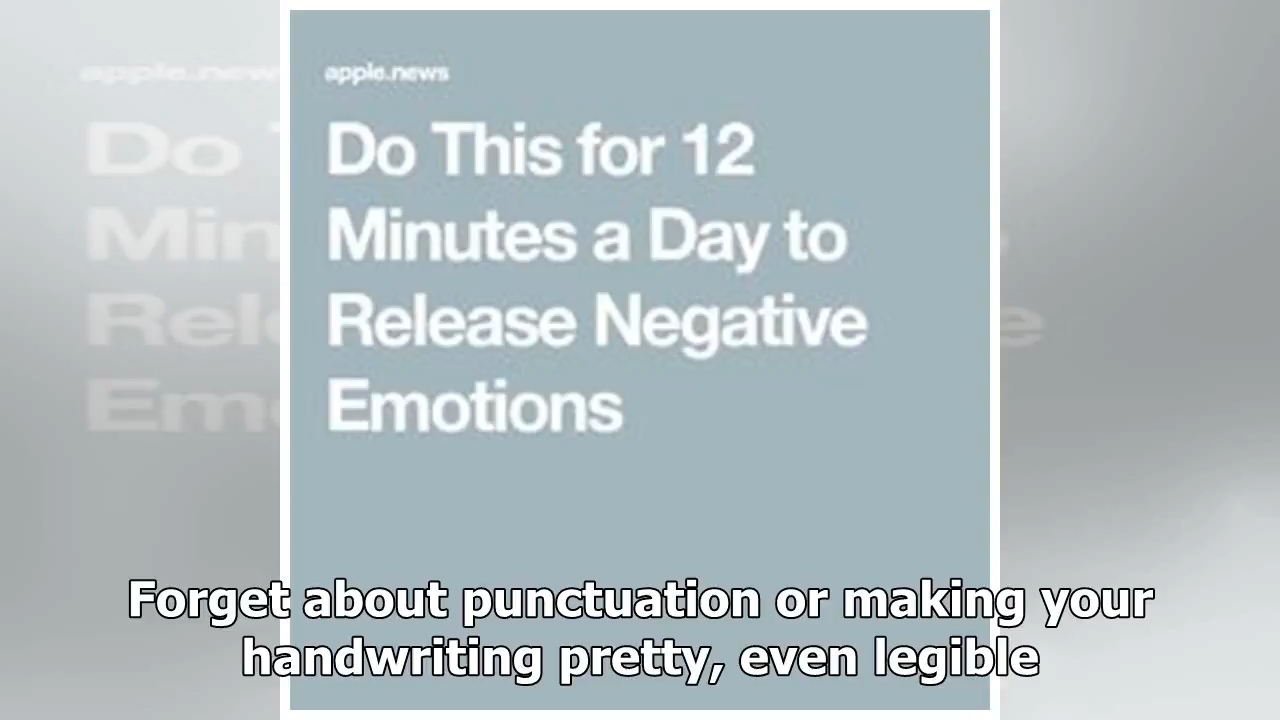 apple.news
Do This for 12
Minutes a Day to
Release Negative
Emotions
Forget about punctuation or making your
handwriting pretty, even legible